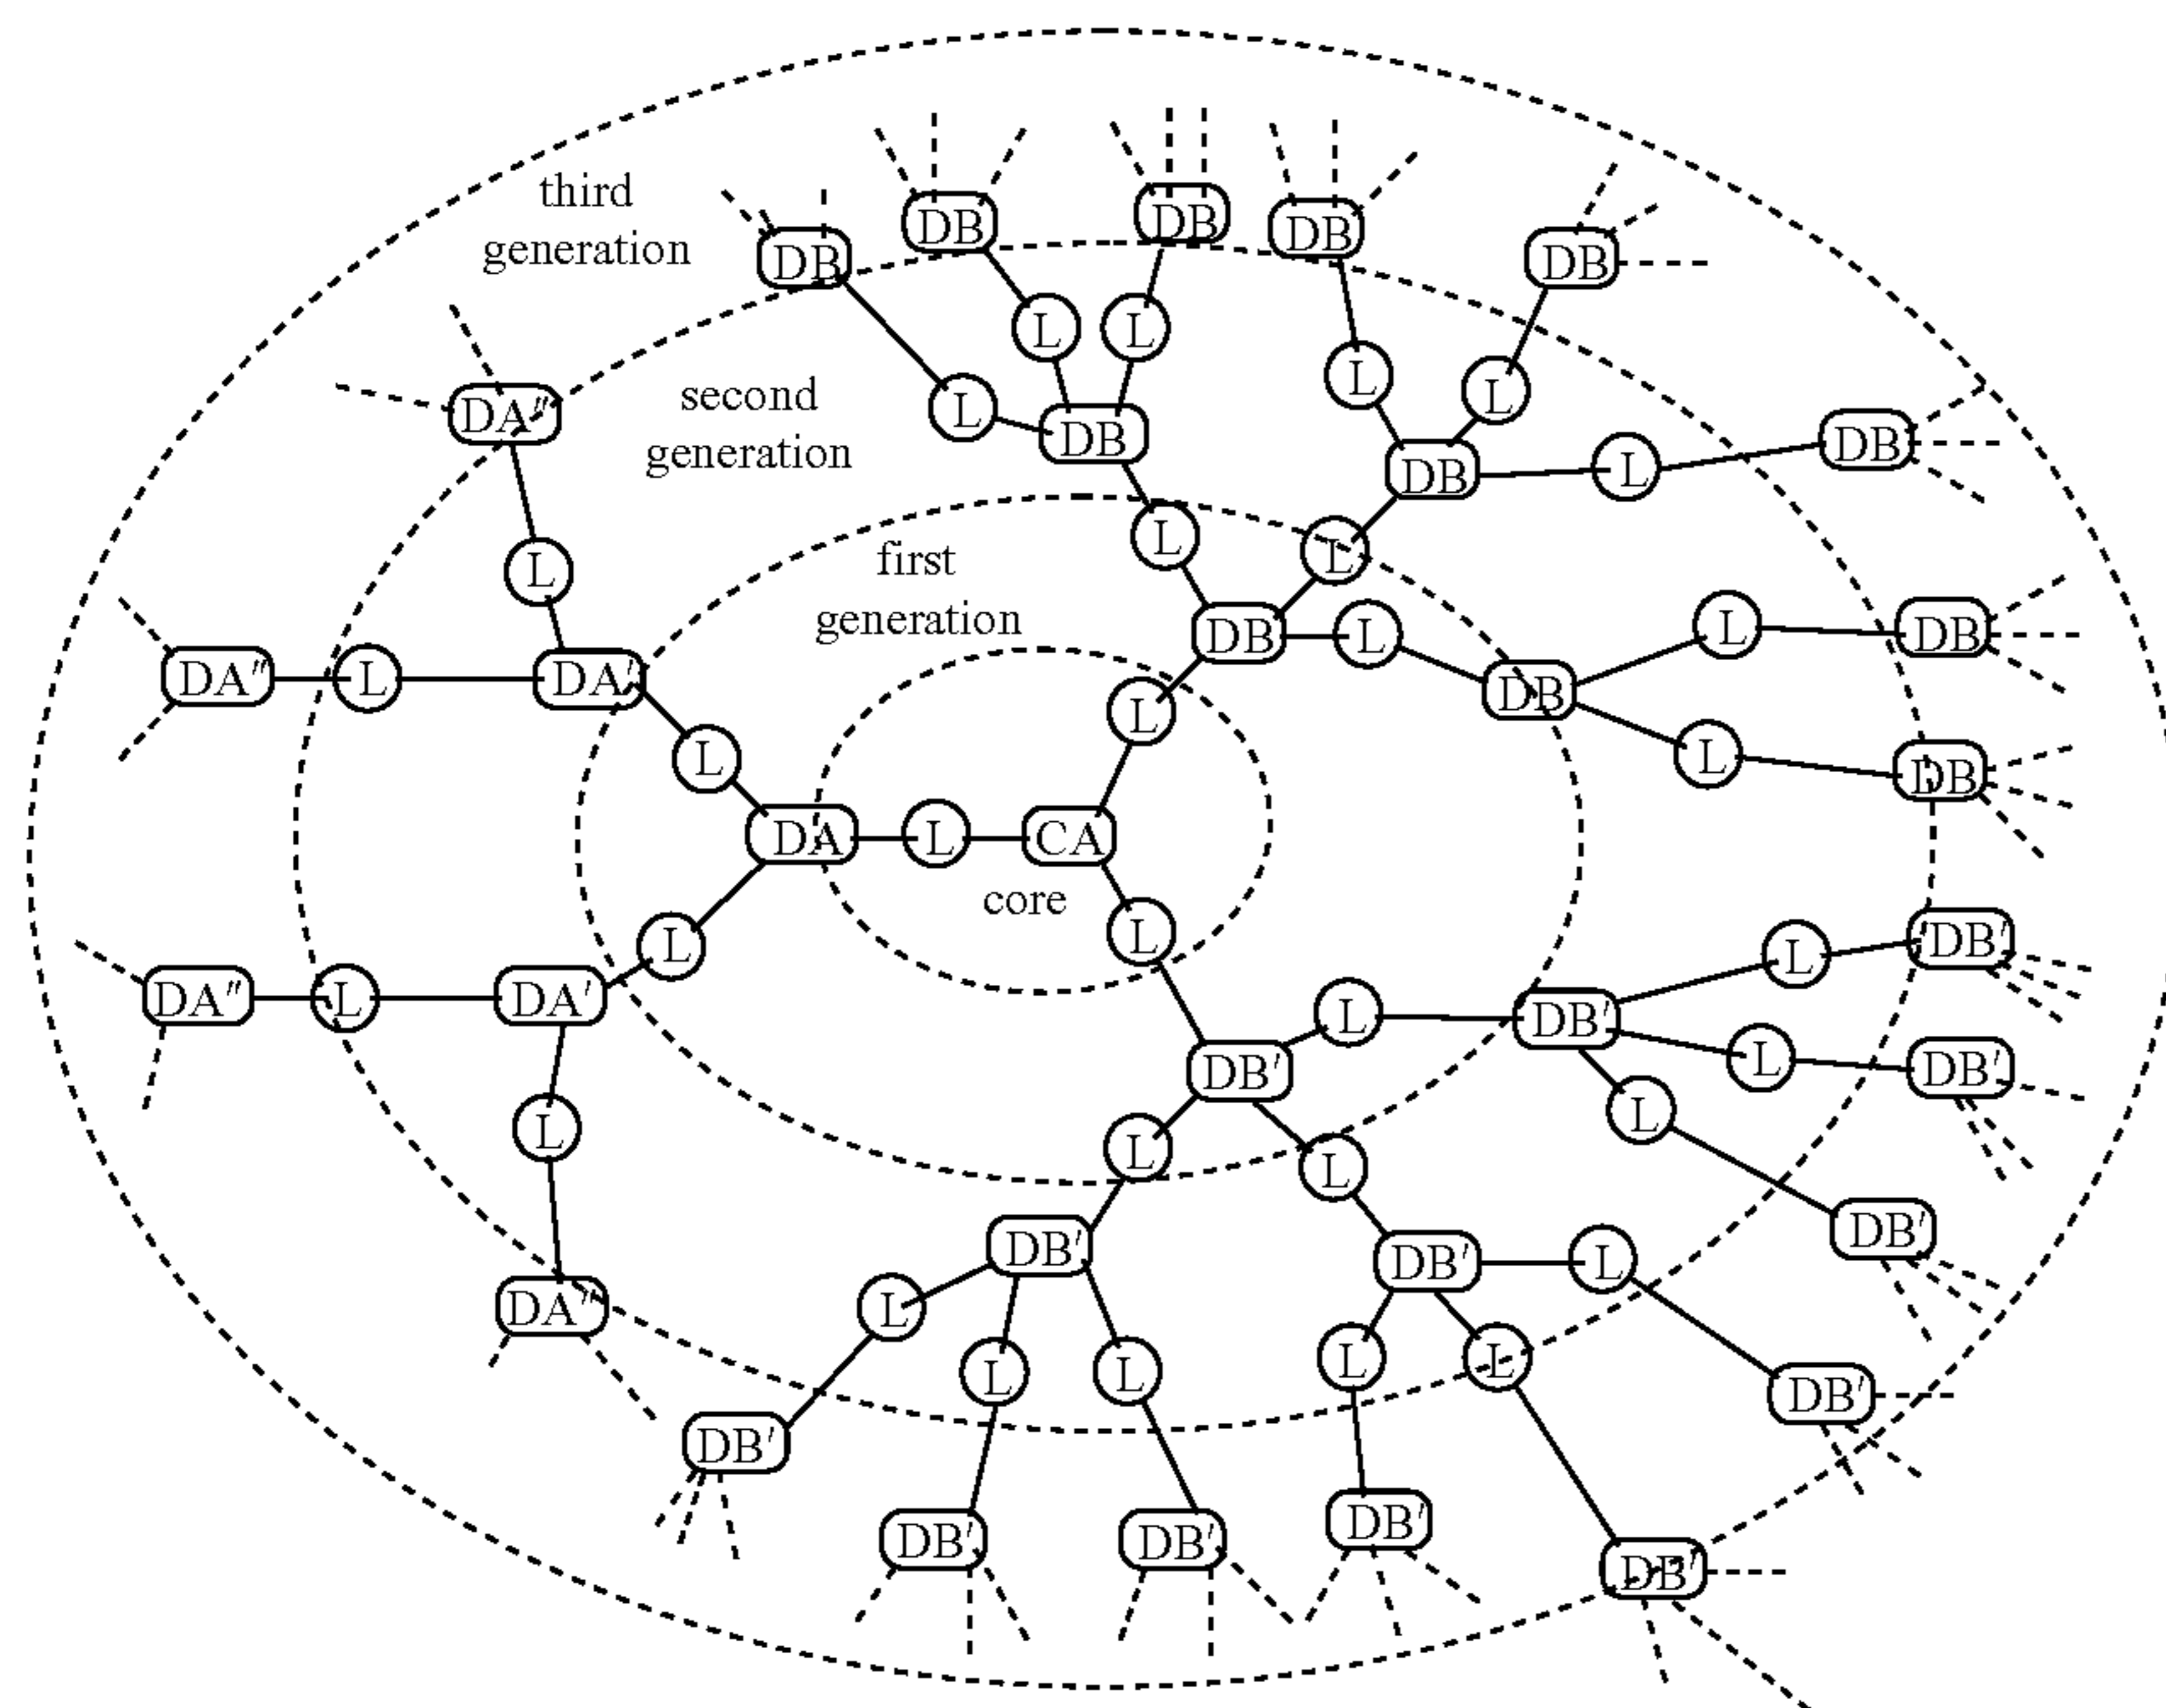 third
generation
DB
DB
DB
DB
DB
L
L
L
L
L
DA″
second
generation
L
DB
DB
L
DB
L
L
first
generation
L
DB
L
L
DB
DA″
L
DA′
L
DB
L
L
DB
DA
L
CA
core
L
L
L
DB′
DA″
L
DA′
L
DB′
L
DB′
DB′
L
L
L
L
L
DB′
DB′
DB′
L
DA″
L
L
L
L
L
DB′
DB′
DB′
DB′
DB′
DB′